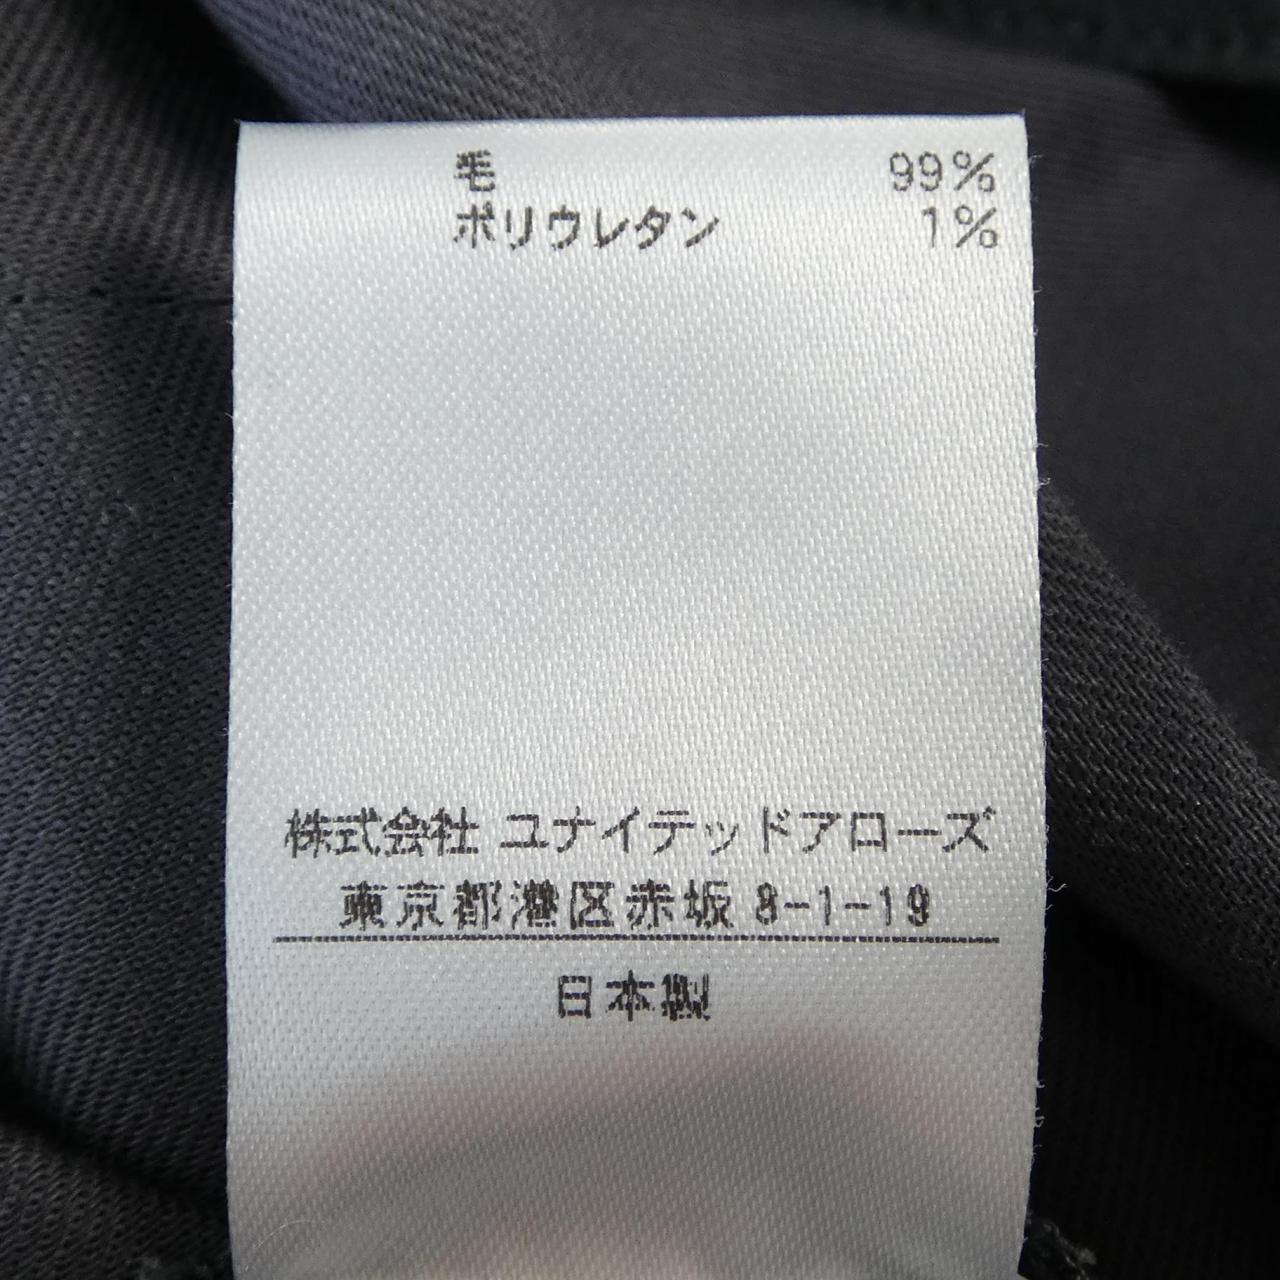 毛 99%
ポリウレタン 1%
株式会社 ユナイテッドアローズ
東京都港区赤坂 8-1-19
日本製